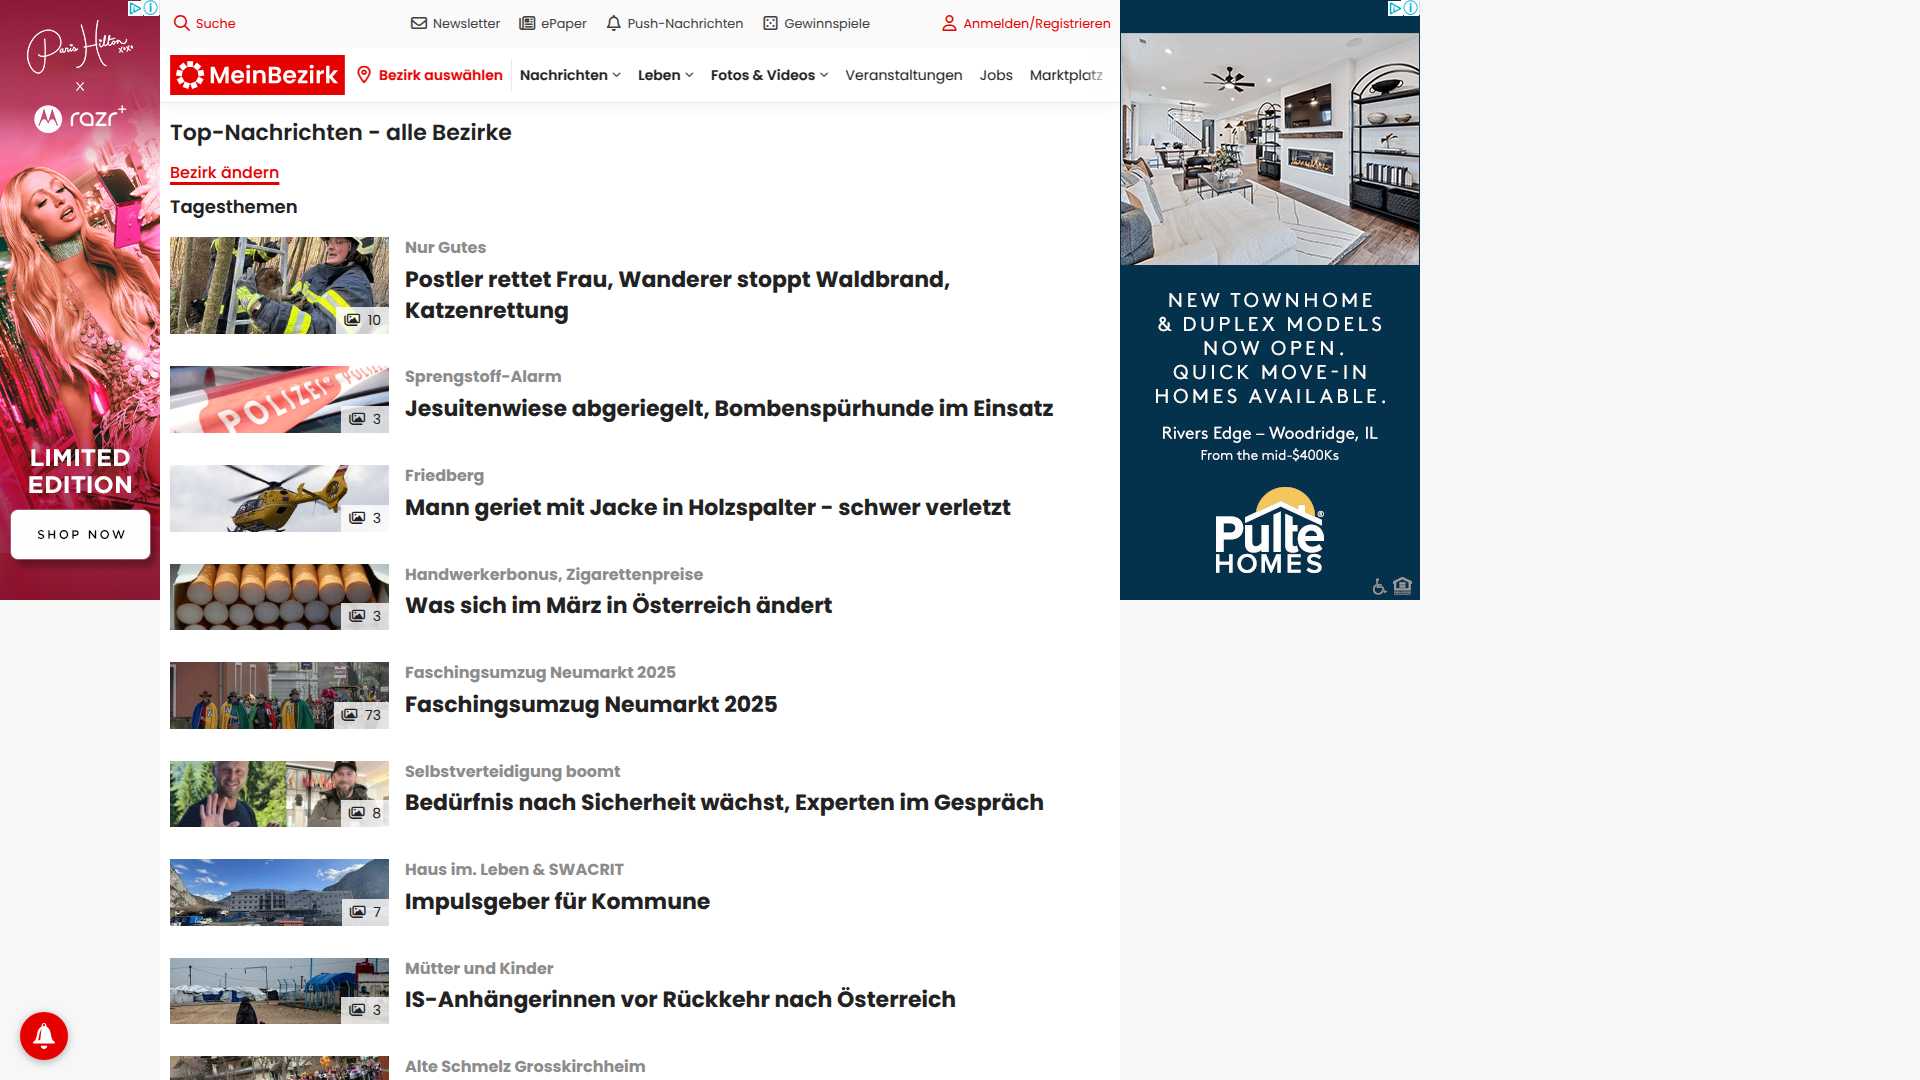 Suche
Newsletter
ePaper
Push-Nachrichten
Gewinnspiele
Anmelden/Registrieren
MeinBezirk
Bezirk auswählen
Nachrichten
Leben
Fotos & Videos
Veranstaltungen
Jobs
Marktplatz
Top-Nachrichten - alle Bezirke
Bezirk ändern
Tagesthemen
Nur Gutes
Postler rettet Frau, Wanderer stoppt Waldbrand,
Katzenrettung
10
Sprengstoff-Alarm
Jesuitenwiese abgeriegelt, Bombenspürhunde im Einsatz
POLIZEI
3
Friedberg
Mann geriet mit Jacke in Holzspalter - schwer verletzt
3
Handwerkerbonus, Zigarettenpreise
Was sich im März in Österreich ändert
3
Faschingsumzug Neumarkt 2025
Faschingsumzug Neumarkt 2025
73
Selbstverteidigung boomt
Bedürfnis nach Sicherheit wächst, Experten im Gespräch
8
Haus im. Leben & SWACRIT
Impulsgeber für Kommune
7
Mütter und Kinder
IS-Anhängerinnen vor Rückkehr nach Österreich
3
Alte Schmelz Grosskirchheim
Paris Hilton
xoxo
x
razr+
LIMITED
EDITION
SHOP NOW
NEW TOWNHOME
& DUPLEX MODELS
NOW OPEN.
QUICK MOVE-IN
HOMES AVAILABLE.
Rivers Edge – Woodridge, IL
From the mid-$400Ks
Pulte®
HOMES